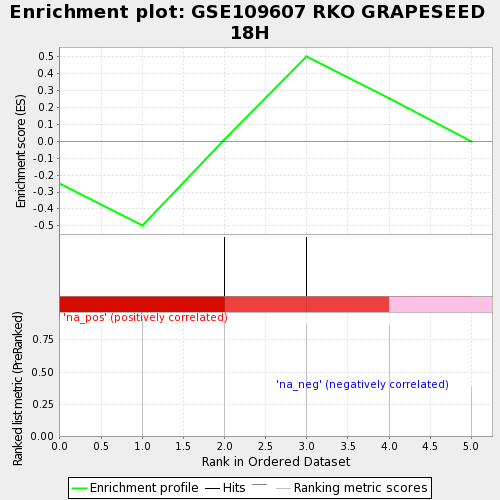 Enrichment plot: GSE109607 RKO GRAPESEED
18H
Enrichment score (ES)
0.5
0.4
0.3
0.2
0.1
0.0
-0.1
-0.2
-0.3
-0.4
-0.5
'na_pos' (positively correlated)
Ranked list metric (PreRanked)
0.75
0.50
0.25
0.00
'na_neg' (negatively correlated)
0.0 0.5 1.0 1.5 2.0 2.5 3.0 3.5 4.0 4.5 5.0
Rank in Ordered Dataset
Enrichment profile Hits Ranking metric scores